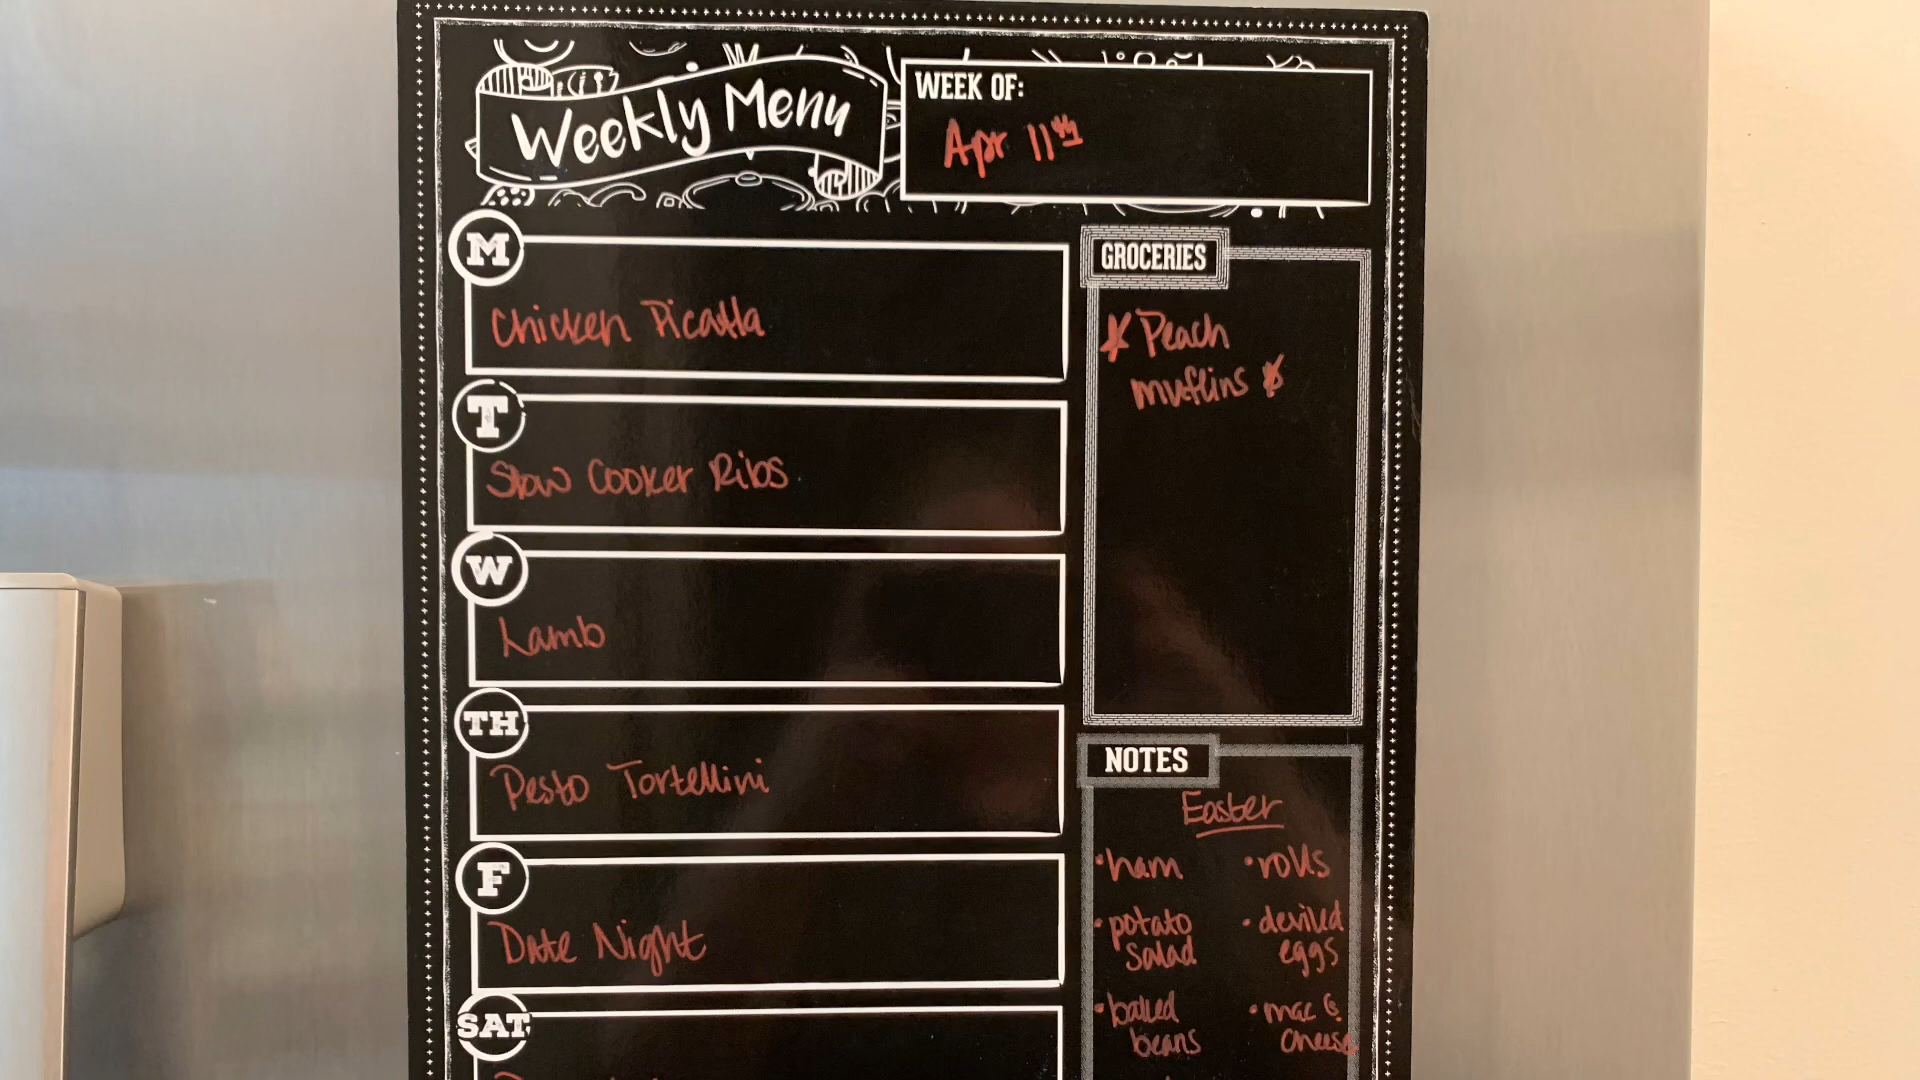 Weekly Menu
WEEK OF:
Apr 11th
M
Chicken Picatta
T
Slow Cooker Ribs
W
Lamb
TH
Pesto Tortellini
F
Date Night
SAT
GROCERIES
* Peach
muffins *
NOTES
Easter
• ham • rolls
• potato • deviled
salad eggs
• baked • mac &
beans cheese